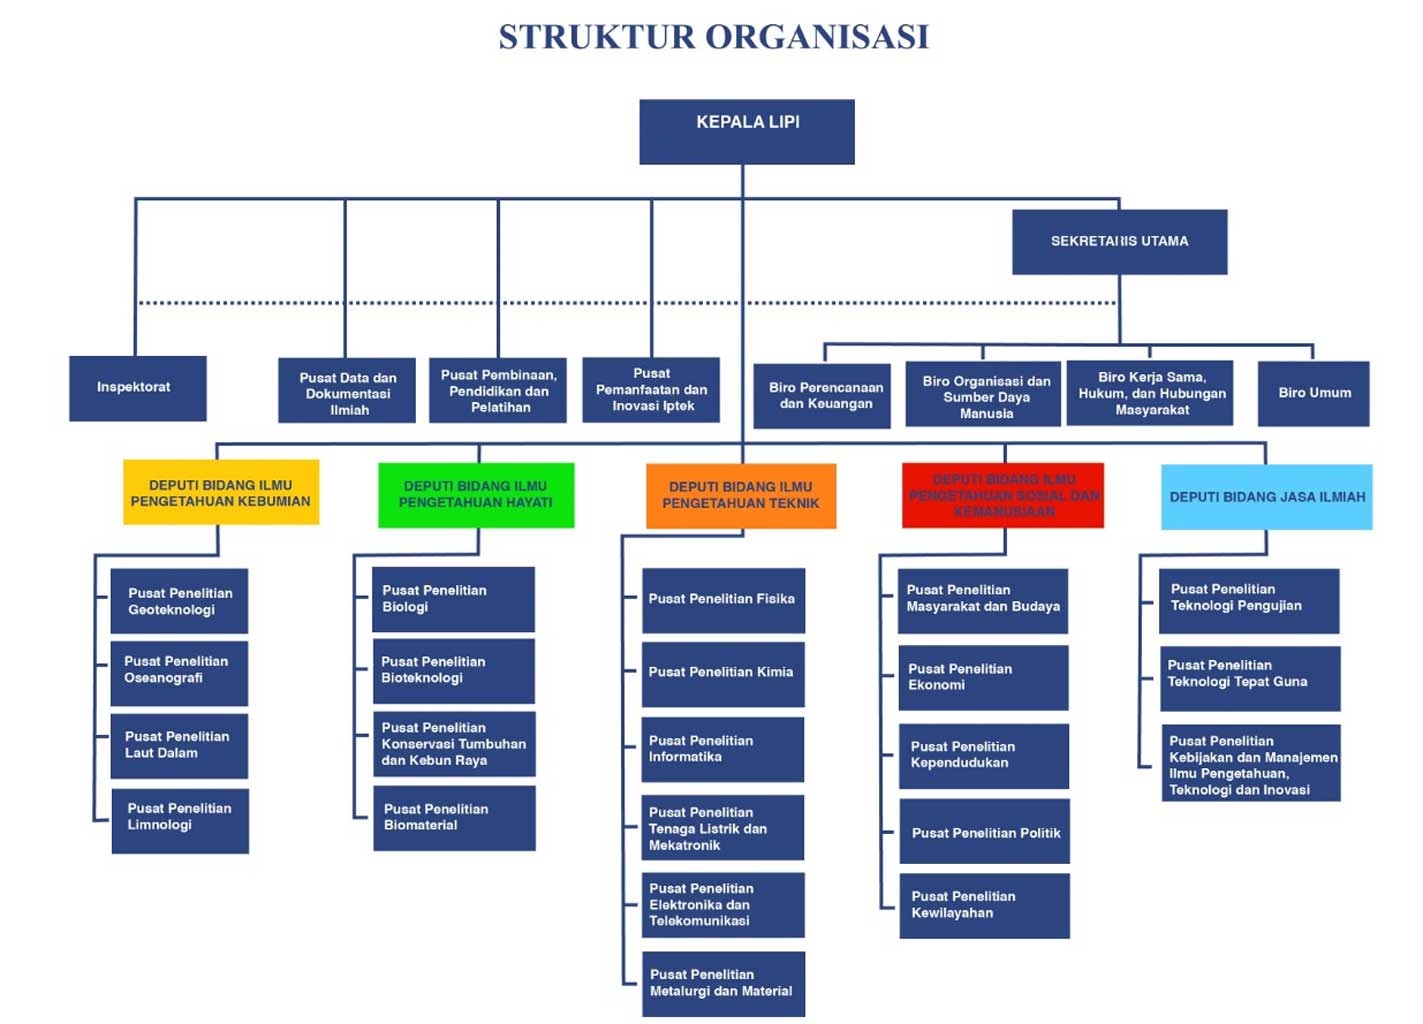 STRUKTUR ORGANISASI
KEPALA LIPI
SEKRETARIS UTAMA
Inspektorat
Pusat Data dan
Dokumentasi
Ilmiah
Pusat Pembinaan,
Pendidikan dan
Pelatihan
Pusat
Pemanfaatan dan
Inovasi Iptek
Biro Perencanaan
dan Keuangan
Biro Organisasi dan
Sumber Daya
Manusia
Biro Kerja Sama,
Hukum, dan Hubungan
Masyarakat
Biro Umum
DEPUTI BIDANG ILMU
PENGETAHUAN KEBUMIAN
Pusat Penelitian
Geoteknologi
Pusat Penelitian
Oseanografi
Pusat Penelitian
Laut Dalam
Pusat Penelitian
Limnologi
DEPUTI BIDANG ILMU
PENGETAHUAN HAYATI
Pusat Penelitian
Biologi
Pusat Penelitian
Bioteknologi
Pusat Penelitian
Konservasi Tumbuhan
dan Kebun Raya
Pusat Penelitian
Biomaterial
DEPUTI BIDANG ILMU
PENGETAHUAN TEKNIK
Pusat Penelitian Fisika
Pusat Penelitian Kimia
Pusat Penelitian
Informatika
Pusat Penelitian
Tenaga Listrik dan
Mekatronik
Pusat Penelitian
Elektronika dan
Telekomunikasi
Pusat Penelitian
Metalurgi dan Material
DEPUTI BIDANG ILMU
PENGETAHUAN SOSIAL DAN
KEMANUSIAAN
Pusat Penelitian
Masyarakat dan Budaya
Pusat Penelitian
Ekonomi
Pusat Penelitian
Kependudukan
Pusat Penelitian Politik
Pusat Penelitian
Kewilayahan
DEPUTI BIDANG JASA ILMIAH
Pusat Penelitian
Teknologi Pengujian
Pusat Penelitian
Teknologi Tepat Guna
Pusat Penelitian
Kebijakan dan Manajemen
Ilmu Pengetahuan,
Teknologi dan Inovasi